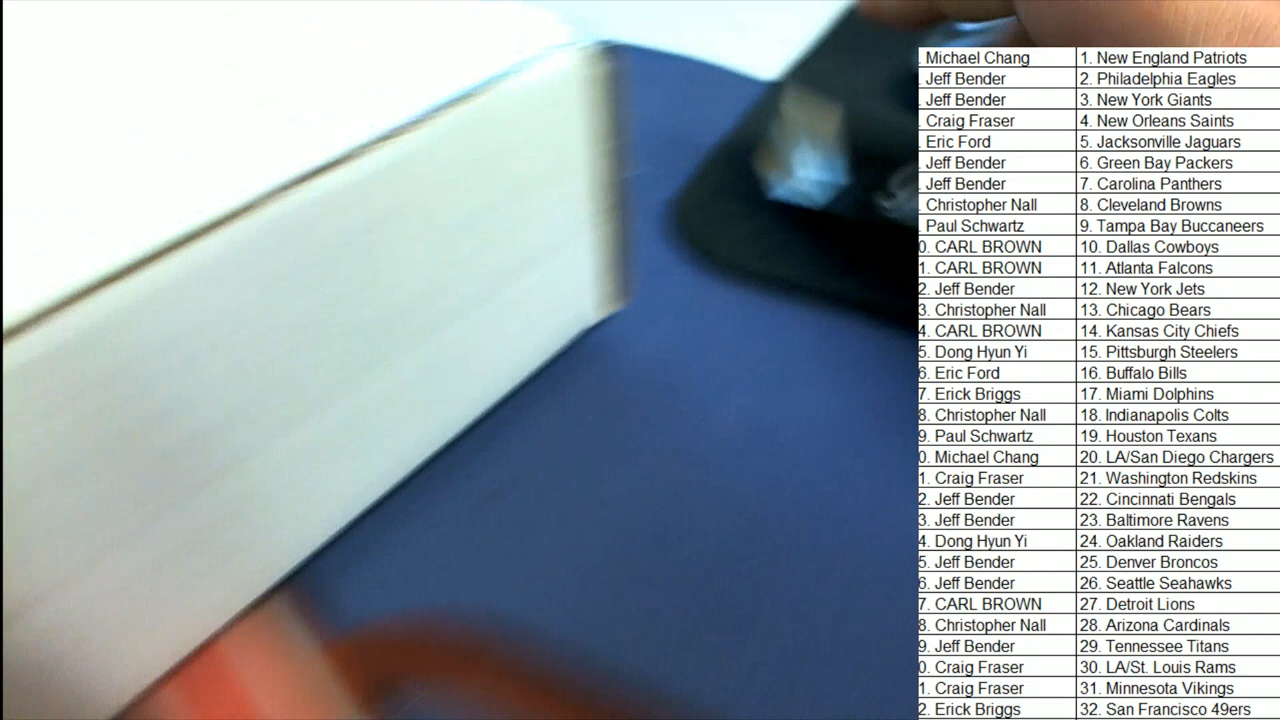 . Michael Chang 1. New England Patriots
. Jeff Bender 2. Philadelphia Eagles
. Jeff Bender 3. New York Giants
. Craig Fraser 4. New Orleans Saints
. Eric Ford 5. Jacksonville Jaguars
. Jeff Bender 6. Green Bay Packers
. Jeff Bender 7. Carolina Panthers
. Christopher Nall 8. Cleveland Browns
. Paul Schwartz 9. Tampa Bay Buccaneers
0. CARL BROWN 10. Dallas Cowboys
1. CARL BROWN 11. Atlanta Falcons
2. Jeff Bender 12. New York Jets
3. Christopher Nall 13. Chicago Bears
4. CARL BROWN 14. Kansas City Chiefs
5. Dong Hyun Yi 15. Pittsburgh Steelers
6. Eric Ford 16. Buffalo Bills
7. Erick Briggs 17. Miami Dolphins
8. Christopher Nall 18. Indianapolis Colts
9. Paul Schwartz 19. Houston Texans
0. Michael Chang 20. LA/San Diego Chargers
1. Craig Fraser 21. Washington Redskins
2. Jeff Bender 22. Cincinnati Bengals
3. Jeff Bender 23. Baltimore Ravens
4. Dong Hyun Yi 24. Oakland Raiders
5. Jeff Bender 25. Denver Broncos
6. Jeff Bender 26. Seattle Seahawks
7. CARL BROWN 27. Detroit Lions
8. Christopher Nall 28. Arizona Cardinals
9. Jeff Bender 29. Tennessee Titans
0. Craig Fraser 30. LA/St. Louis Rams
1. Craig Fraser 31. Minnesota Vikings
2. Erick Briggs 32. San Francisco 49ers